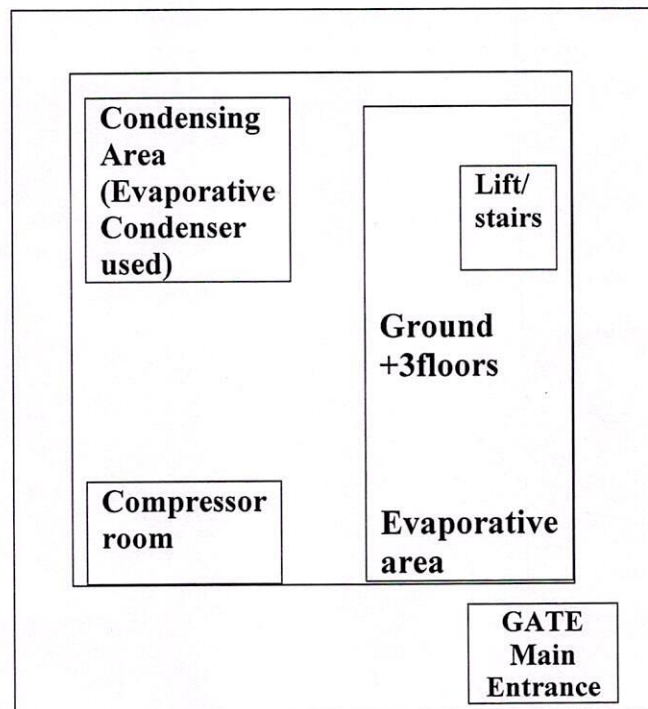 Condensing
Area
(Evaporative
Condenser
used)
Lift/
stairs
Ground
+3floors
Compressor
room
Evaporative
area
GATE
Main
Entrance